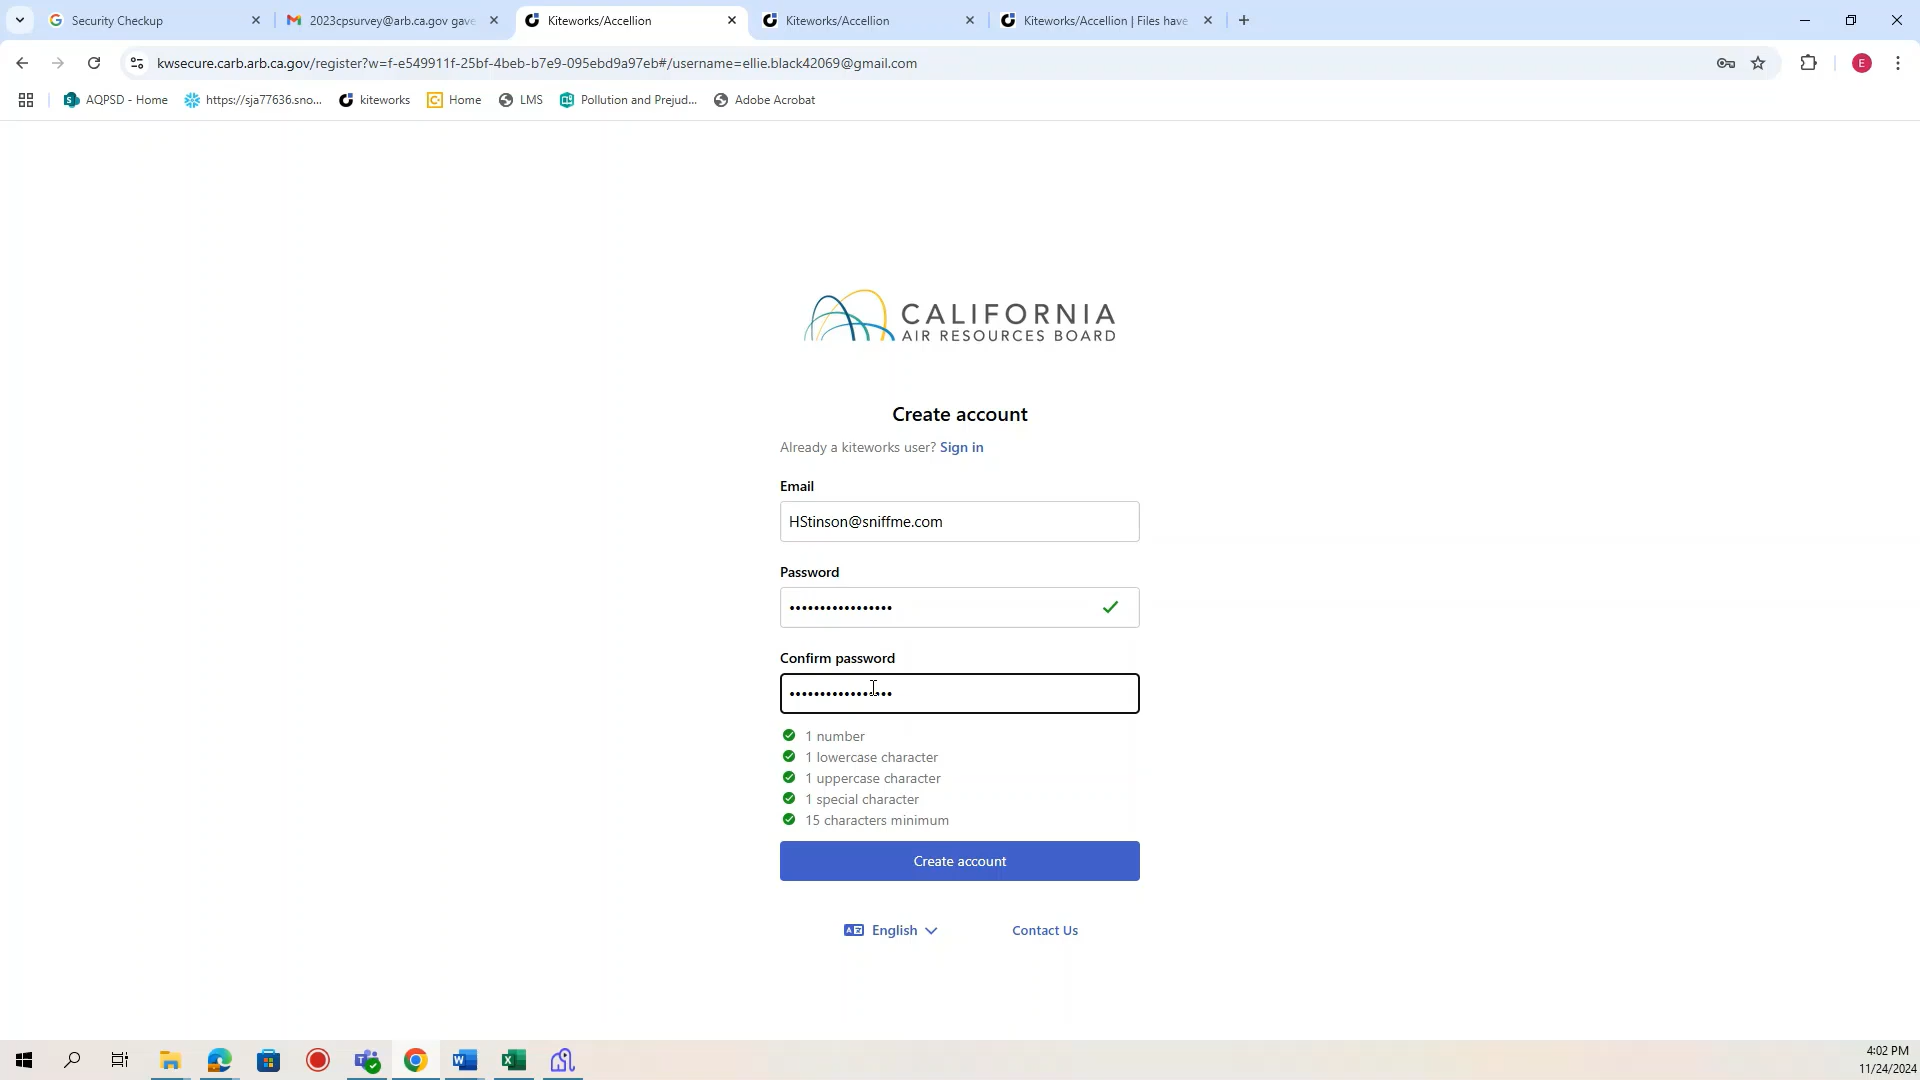 Security Checkup
2023cpsurvey@arb.ca.gov gave
Kiteworks/Accellion
Kiteworks/Accellion
Kiteworks/Accellion | Files have
kwsecure.carb.arb.ca.gov/register?w=f-e549911f-25bf-4beb-b7e9-095ebd9a97eb#/username=ellie.black42069@gmail.com
E
AQPSD - Home
https://sja77636.sno...
kiteworks
Home
LMS
Pollution and Prejud...
Adobe Acrobat
CALIFORNIA
AIR RESOURCES BOARD
Create account
Already a kiteworks user? Sign in
Email
HStinson@sniffme.com
Password
•••••••••••••••••
Confirm password
•••••••••••••••••
1 number
1 lowercase character
1 uppercase character
1 special character
15 characters minimum
Create account
English
Contact Us
4:02 PM
11/24/2024